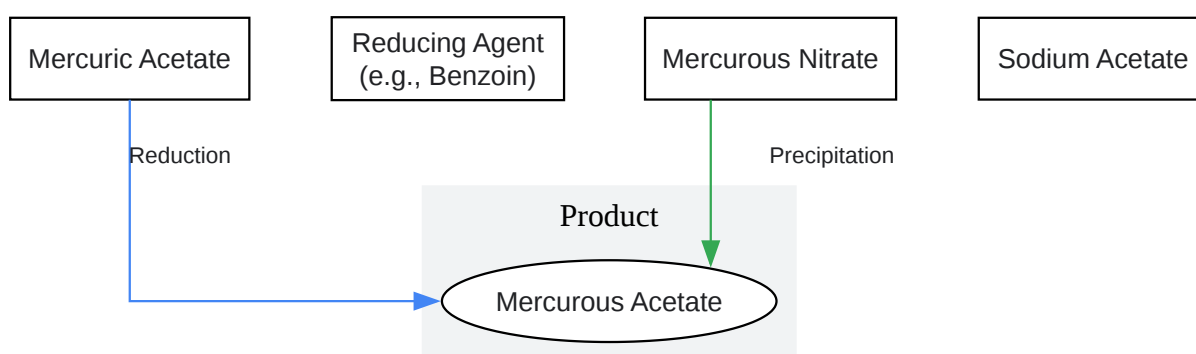 Mercuric Acetate
Reducing Agent
(e.g., Benzoin)
Mercurous Nitrate
Sodium Acetate
Reduction
Precipitation
Product
Mercurous Acetate